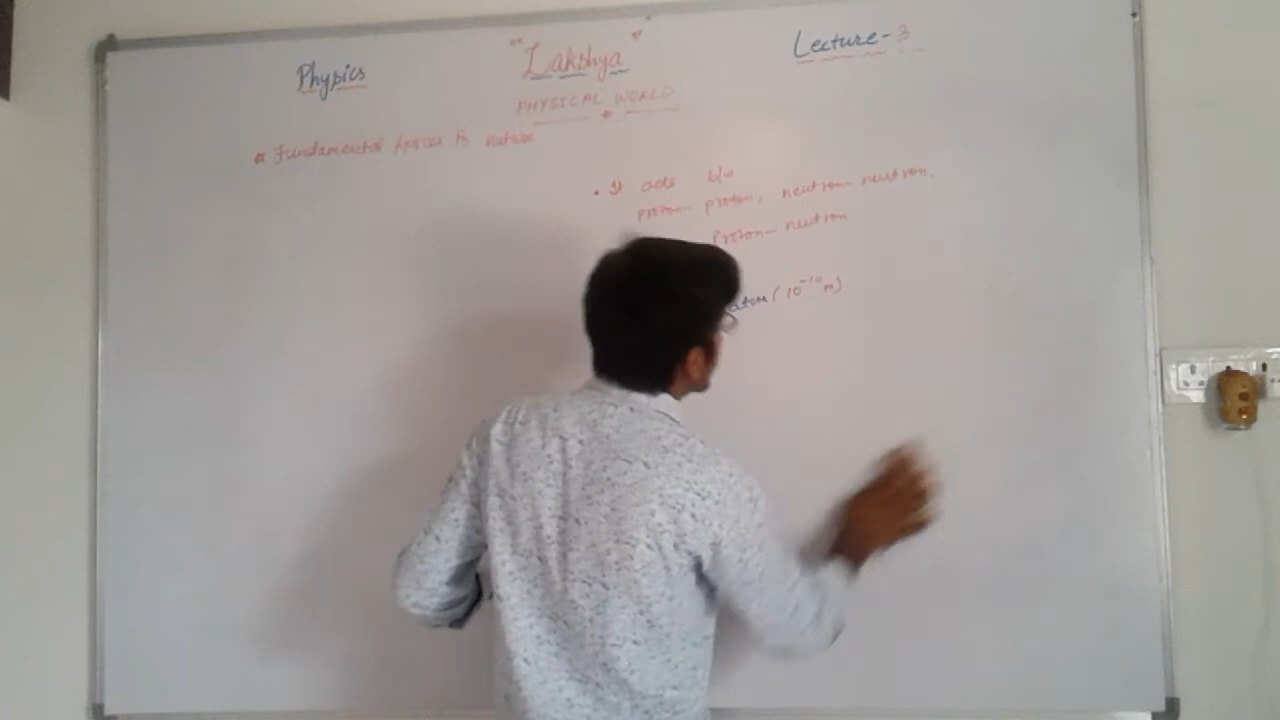 Physics "Lakshya" Lecture-3
PHYSICAL WORLD
* Fundamental forces in nature
. It acts b/w
proton- proton, neutron- neutron,
Proton- neutron
atom (10⁻¹⁰m)